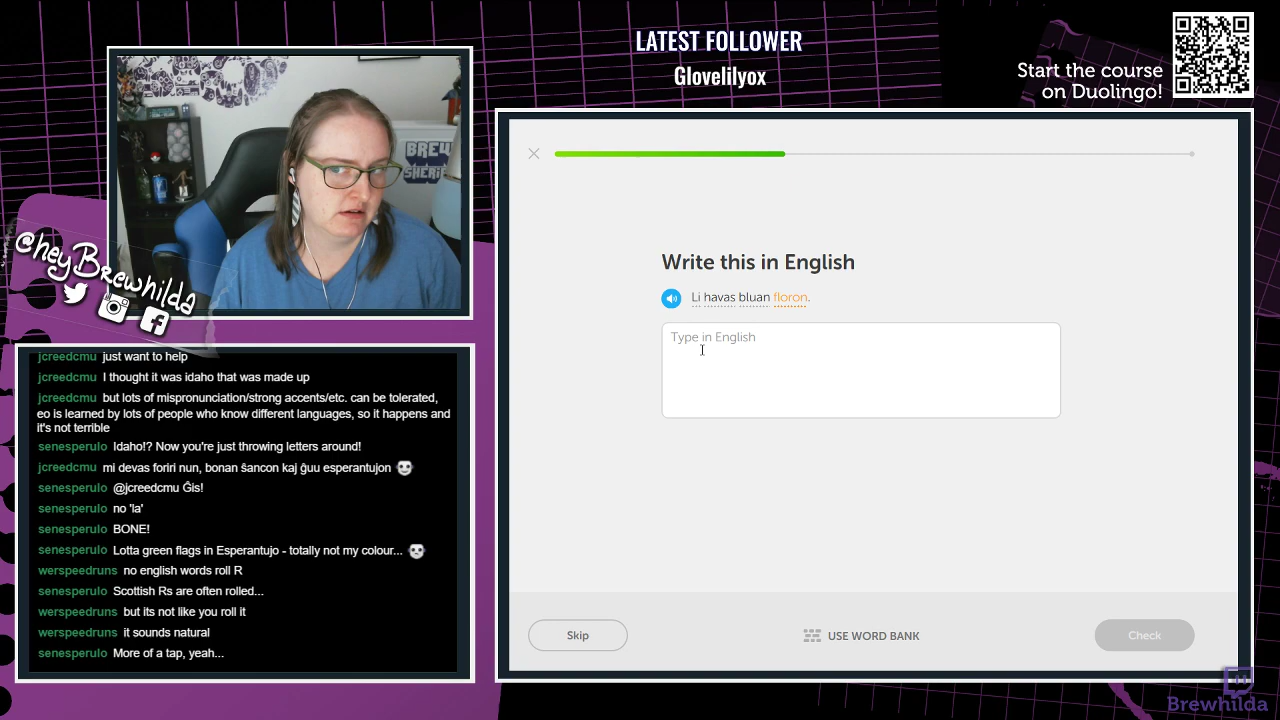 LATEST FOLLOWER
Glovelilyox
Start the course
on Duolingo!
BREW
SHERIF
@heyBrewhilda
Write this in English
Li havas bluan floron.
Type in English
Skip
USE WORD BANK
Check
jcreedcmu just want to help
jcreedcmu I thought it was idaho that was made up
jcreedcmu but lots of mispronunciation/strong accents/etc. can be tolerated,
eo is learned by lots of people who know different languages, so it happens and
it's not terrible
senesperulo Idaho!? Now you're just throwing letters around!
jcreedcmu mi devas foriri nun, bonan ŝancon kaj ĝuu esperantujon
senesperulo @jcreedcmu Ĝis!
senesperulo no 'la'
senesperulo BONE!
senesperulo Lotta green flags in Esperantujo - totally not my colour...
werspeedruns no english words roll R
senesperulo Scottish Rs are often rolled...
werspeedruns but its not like you roll it
werspeedruns it sounds natural
senesperulo More of a tap, yeah...
Brewhilda